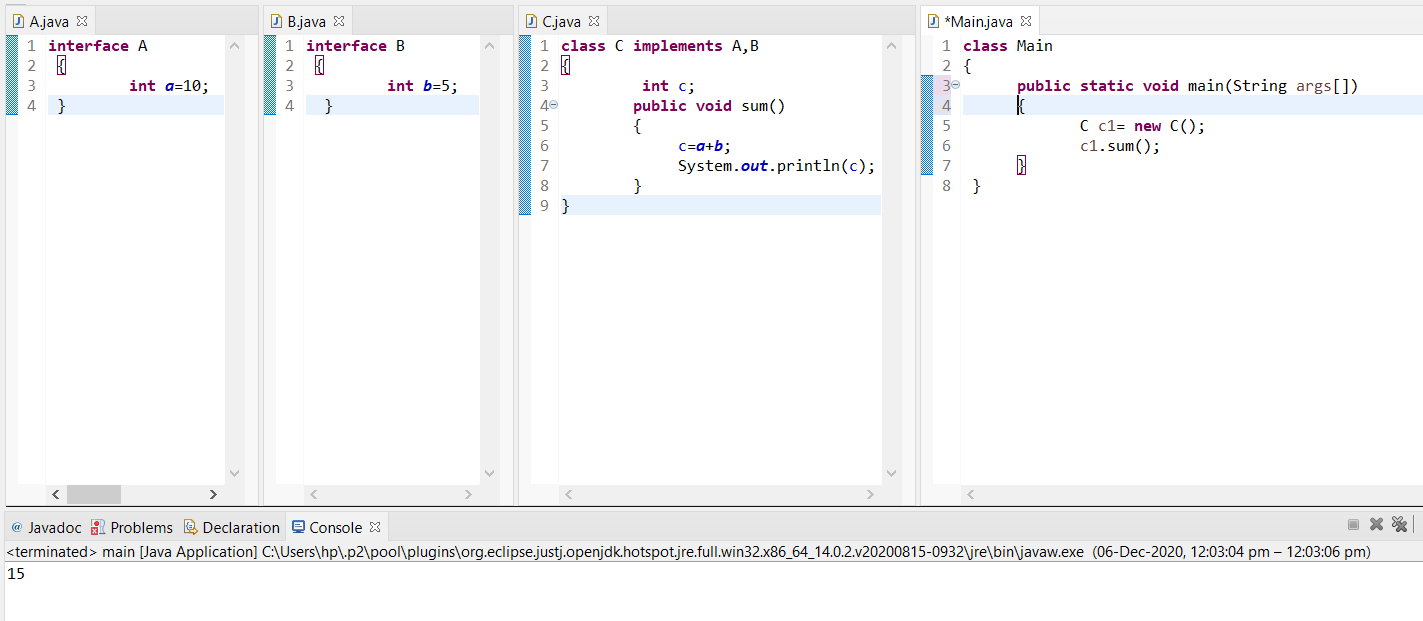 A.java
1 interface A
2 {
3 int a=10;
4 }
B.java
1 interface B
2 {
3 int b=5;
4 }
C.java
1 class C implements A,B
2 {
3 int c;
4 public void sum()
5 {
6 c=a+b;
7 System.out.println(c);
8 }
9 }
*Main.java
1 class Main
2 {
3 public static void main(String args[])
4 {
5 C c1= new C();
6 c1.sum();
7 }
8 }
@ Javadoc Problems Declaration Console
<terminated> main [Java Application] C:\Users\hp\.p2\pool\plugins\org.eclipse.justj.openjdk.hotspot.jre.full.win32.x86_64_14.0.2.v20200815-0932\jre\bin\javaw.exe (06-Dec-2020, 12:03:04 pm – 12:03:06 pm)
15